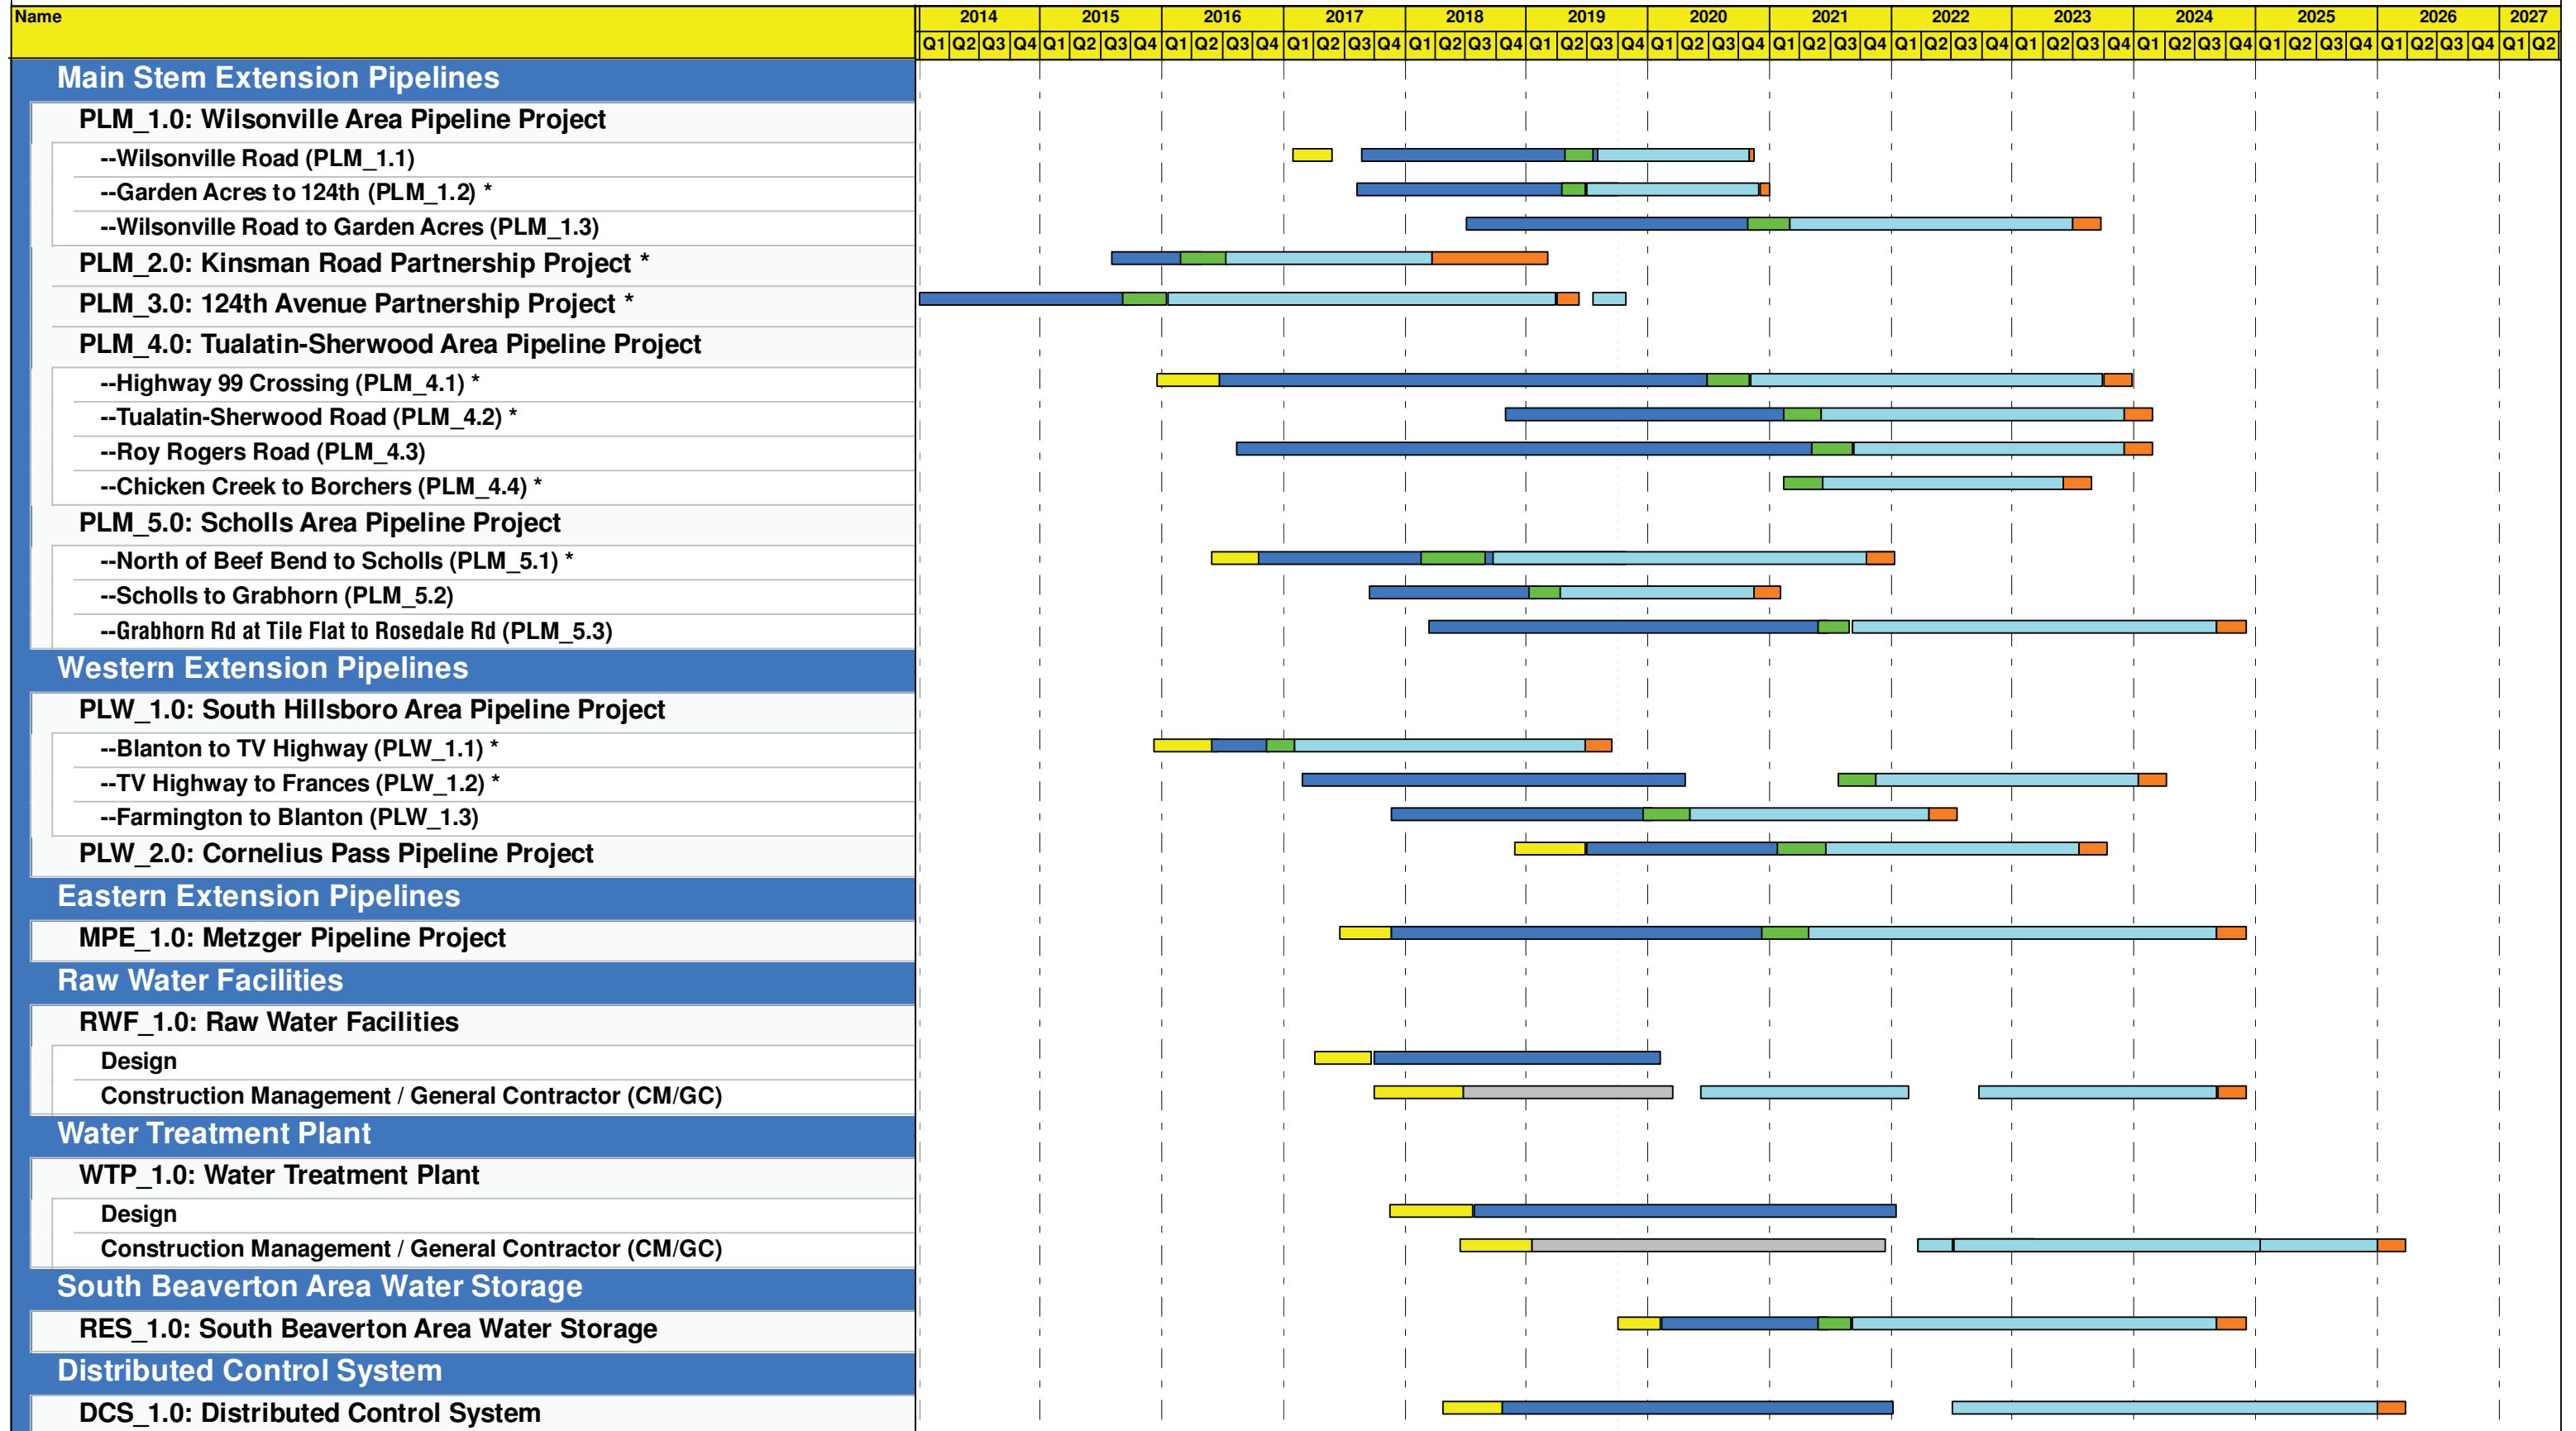 Name 2014 2015 2016 2017 2018 2019 2020 2021 2022 2023 2024 2025 2026 2027
Q1 Q2 Q3 Q4 Q1 Q2 Q3 Q4 Q1 Q2 Q3 Q4 Q1 Q2 Q3 Q4 Q1 Q2 Q3 Q4 Q1 Q2 Q3 Q4 Q1 Q2 Q3 Q4 Q1 Q2 Q3 Q4 Q1 Q2 Q3 Q4 Q1 Q2 Q3 Q4 Q1 Q2 Q3 Q4 Q1 Q2 Q3 Q4 Q1 Q2 Q3 Q4 Q1 Q2
Main Stem Extension Pipelines
PLM_1.0: Wilsonville Area Pipeline Project
--Wilsonville Road (PLM_1.1)
--Garden Acres to 124th (PLM_1.2) *
--Wilsonville Road to Garden Acres (PLM_1.3)
PLM_2.0: Kinsman Road Partnership Project *
PLM_3.0: 124th Avenue Partnership Project *
PLM_4.0: Tualatin-Sherwood Area Pipeline Project
--Highway 99 Crossing (PLM_4.1) *
--Tualatin-Sherwood Road (PLM_4.2) *
--Roy Rogers Road (PLM_4.3)
--Chicken Creek to Borchers (PLM_4.4) *
PLM_5.0: Scholls Area Pipeline Project
--North of Beef Bend to Scholls (PLM_5.1) *
--Scholls to Grabhorn (PLM_5.2)
--Grabhorn Rd at Tile Flat to Rosedale Rd (PLM_5.3)
Western Extension Pipelines
PLW_1.0: South Hillsboro Area Pipeline Project
--Blanton to TV Highway (PLW_1.1) *
--TV Highway to Frances (PLW_1.2) *
--Farmington to Blanton (PLW_1.3)
PLW_2.0: Cornelius Pass Pipeline Project
Eastern Extension Pipelines
MPE_1.0: Metzger Pipeline Project
Raw Water Facilities
RWF_1.0: Raw Water Facilities
Design
Construction Management / General Contractor (CM/GC)
Water Treatment Plant
WTP_1.0: Water Treatment Plant
Design
Construction Management / General Contractor (CM/GC)
South Beaverton Area Water Storage
RES_1.0: South Beaverton Area Water Storage
Distributed Control System
DCS_1.0: Distributed Control System